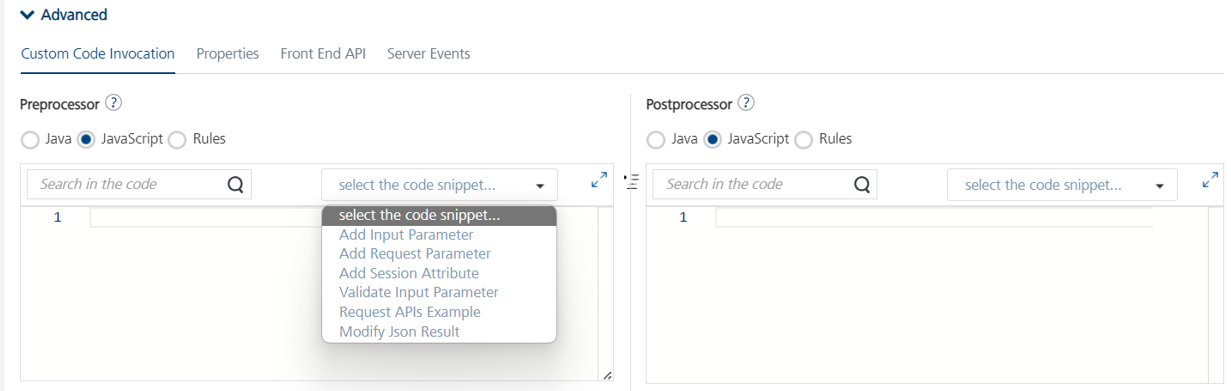 Advanced
Custom Code Invocation Properties Front End API Server Events
Preprocessor ?
Java JavaScript Rules
Search in the code select the code snippet...
1
select the code snippet...
Add Input Parameter
Add Request Parameter
Add Session Attribute
Validate Input Parameter
Request APIs Example
Modify Json Result
Postprocessor ?
Java JavaScript Rules
Search in the code select the code snippet...
1